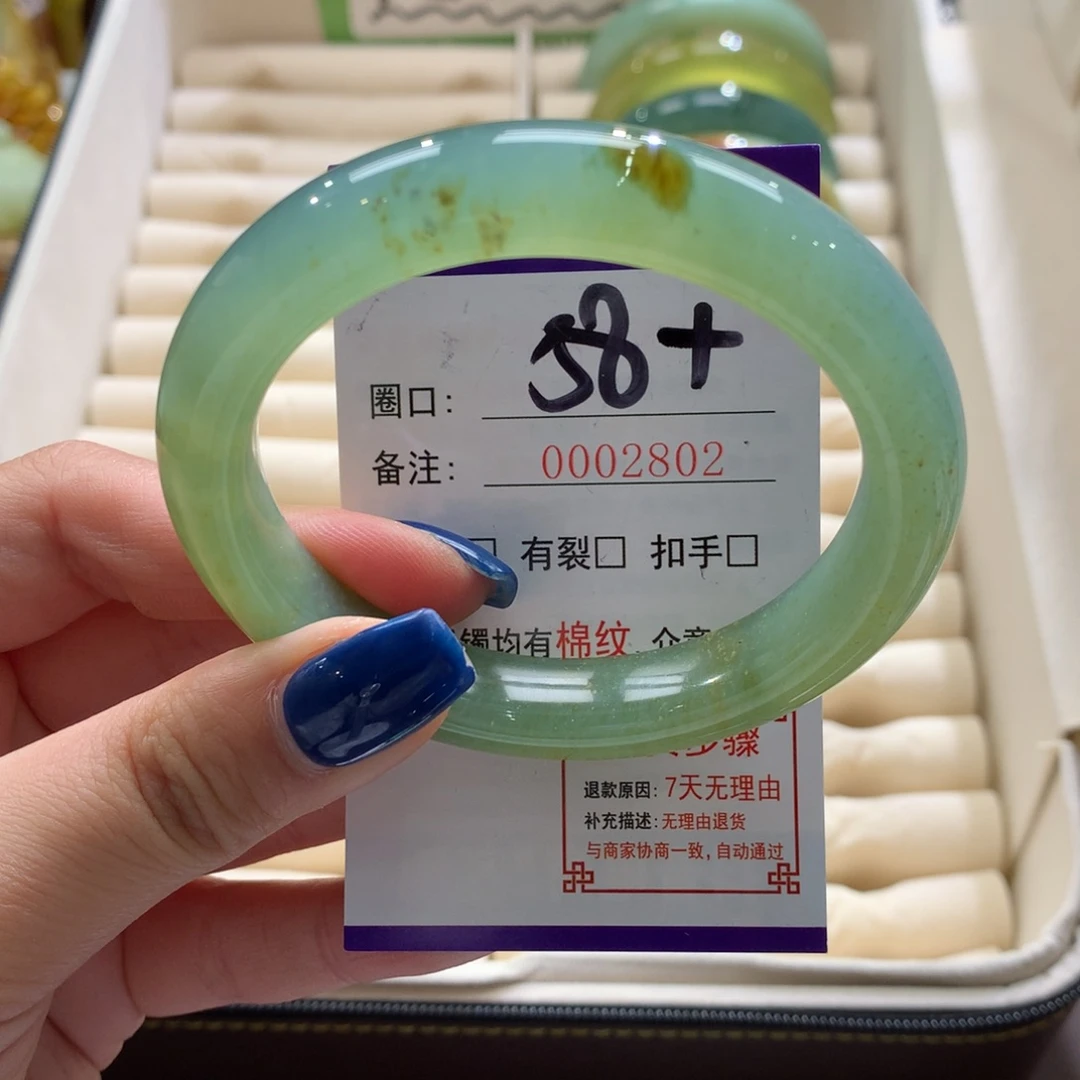 圈口: 58+
备注: 0002802
有裂□ 扣手□
镯均有棉纹
步骤
退款原因: 7天无理由
补充描述:无理由退货
与商家协商一致,自动通过